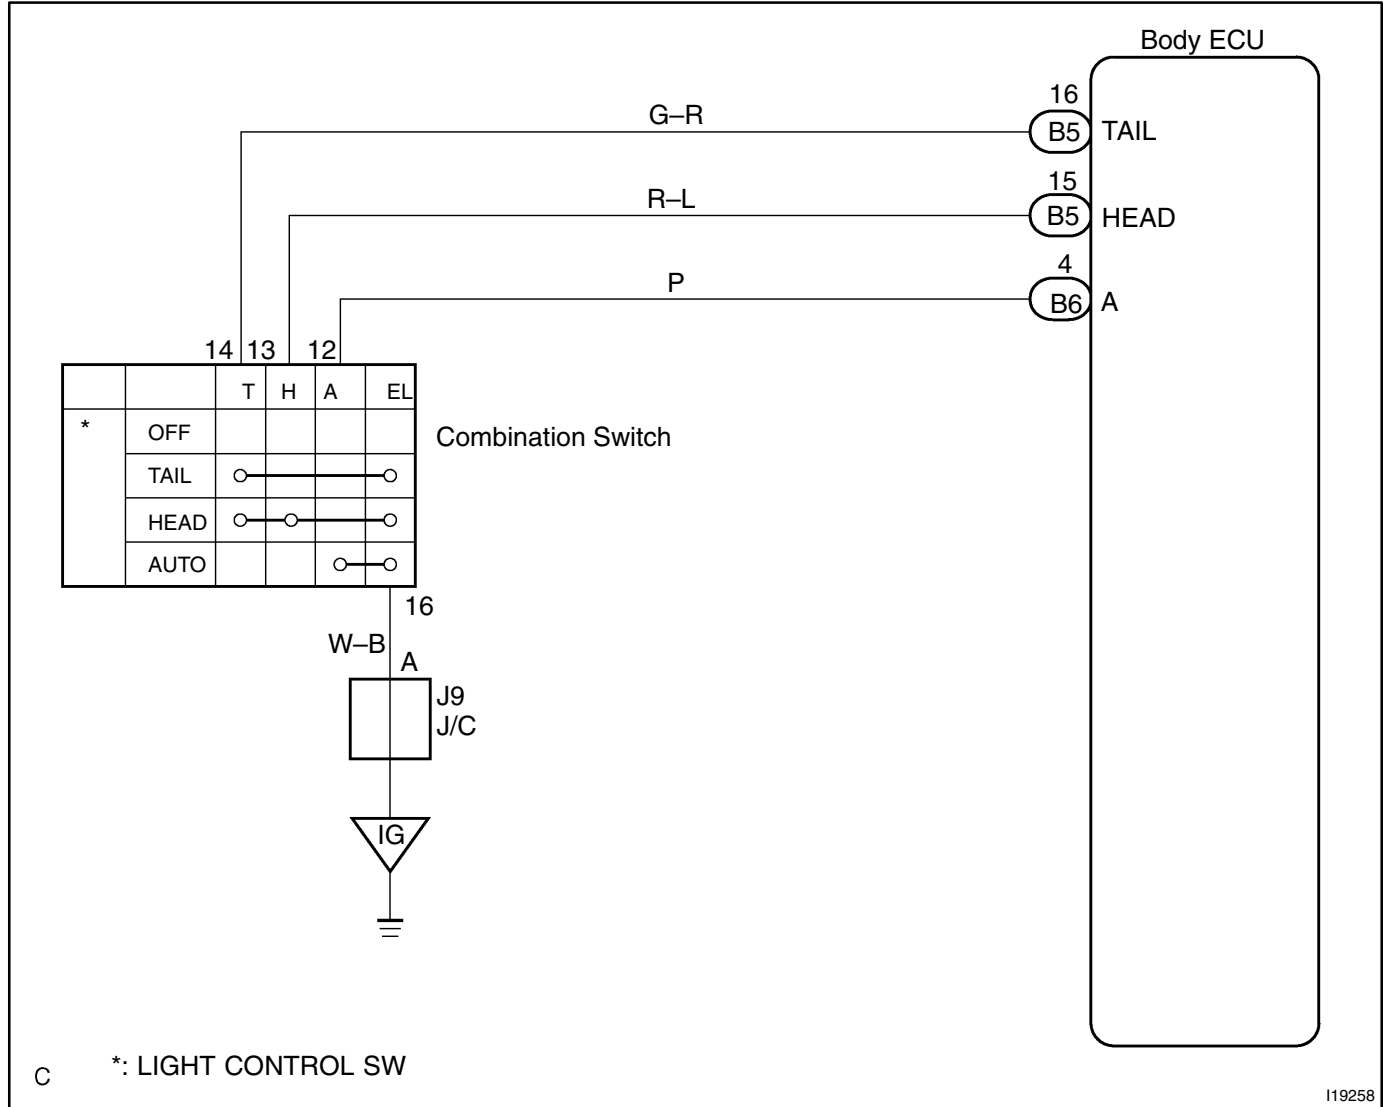 Body ECU
16
G–R
B5 TAIL
15
R–L
B5 HEAD
4
P
B6 A
14 13 12
T H A EL
* OFF
Combination Switch
TAIL
HEAD
AUTO
16
W–B
A
J9
J/C
IG
*: LIGHT CONTROL SW
C
I19258